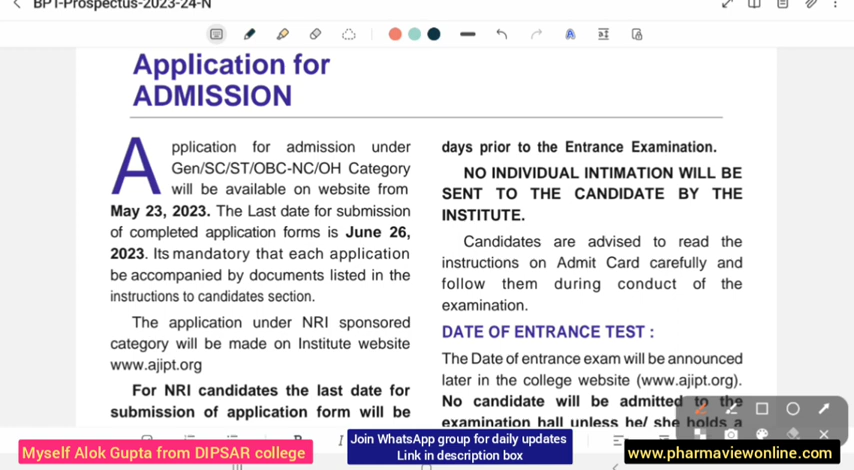 BPT-Prospectus-2023-24-N
Application for
ADMISSION
Application for admission under
Gen/SC/ST/OBC-NC/OH Category
will be available on website from
May 23, 2023. The Last date for submission
of completed application forms is June 26,
2023. Its mandatory that each application
be accompanied by documents listed in the
instructions to candidates section.
The application under NRI sponsored
category will be made on Institute website
www.ajipt.org
For NRI candidates the last date for
submission of application form will be
days prior to the Entrance Examination.
NO INDIVIDUAL INTIMATION WILL BE
SENT TO THE CANDIDATE BY THE
INSTITUTE.
Candidates are advised to read the
instructions on Admit Card carefully and
follow them during conduct of the
examination.
DATE OF ENTRANCE TEST :
The Date of entrance exam will be announced
later in the college website (www.ajipt.org).
No candidate will be admitted to the
examination hall unless he/ she holds a
Myself Alok Gupta from DIPSAR college
Join WhatsApp group for daily updates
Link in description box
www.pharmaviewonline.com